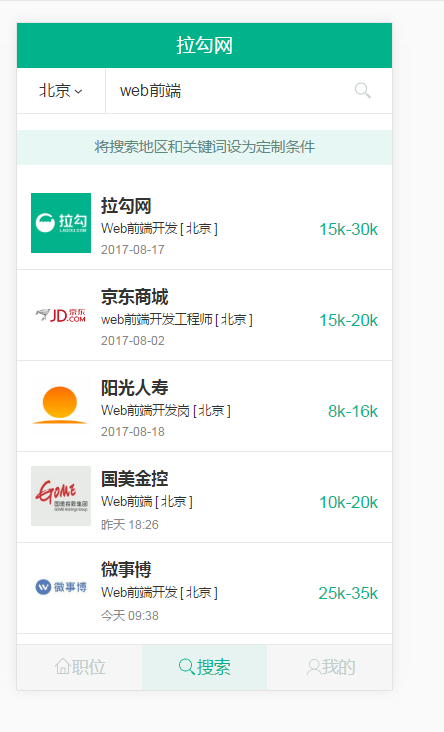 拉勾网
北京
web前端
将搜索地区和关键词设为定制条件
拉勾
LAGOU.COM
拉勾网
Web前端开发 [ 北京 ]
15k-30k
2017-08-17
JD.京东
.COM
京东商城
web前端开发工程师 [ 北京 ]
15k-20k
2017-08-02
阳光人寿
Web前端开发岗 [ 北京 ]
8k-16k
2017-08-18
GOME
国美控股集团
GOME Holdings Group
国美金控
Web前端 [ 北京 ]
10k-20k
昨天 18:26
微事博
微事博
Web前端开发 [ 北京 ]
25k-35k
今天 09:38
职位
搜索
我的